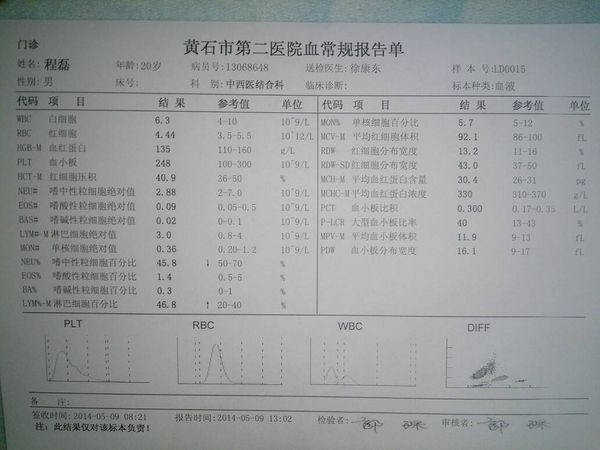 黄石市第二医院血常规报告单
门诊
姓名: 程磊 年龄:20岁 病员号:13068648 送检医生:徐康东 样 本 号:LD0015
性别: 男 床号: 科 别: 中西医结合科 临床诊断: 标本种类:血液
代码 项 目 结 果 参考值 单位 代码 项 目 结 果 参考值 单位
WBC 白细胞 6.3 4-10 10^9/L MON% 单核细胞百分比 5.7 5-12 %
RBC 红细胞 4.44 3.5-5.5 10^12/L MCV-M 平均红细胞体积 92.1 86-100 fL
HGB-M 血红蛋白 135 110-160 g/L RDW 红细胞分布宽度 13.2 11-16 %
PLT 血小板 248 100-300 10^9/L RDW-SD 红细胞分布宽度 43.0 37-50 fL
HCT-M 红细胞压积 40.9 36-50 % MCH-M 平均血红蛋白含量 30.4 26-31 pg
NEU# 嗜中性粒细胞绝对值 2.88 2-7.0 10^9/L MCHC-M 平均血红蛋白浓度 330 310-370 g/L
EOS# 嗜酸性粒细胞绝对值 0.09 0.05-0.5 10^9/L PCT 血小板比积 0.300 0.17-0.35 L/L
BAS# 嗜碱性粒细胞绝对值 0.02 0-0.1 10^9/L P-LCR 大型血小板比率 40 13-43 %
LYM#-M 淋巴细胞绝对值 3.0 0.8-4 10^9/L MPV-M 平均血小板体积 11.9 9-13 fL
MON# 单核细胞绝对值 0.36 0.20-1.2 10^9/L PDW 血小板分布宽度 16.1 9-17 fL
NEU% 嗜中性粒细胞百分比 45.8 ↓ 50-70 %
EOS% 嗜酸性粒细胞百分比 1.4 0.5-5 %
BA% 嗜碱性粒细胞百分比 0.3 0-1 %
LYM%-M 淋巴细胞百分比 46.8 ↑ 20-40 %
PLT RBC WBC DIFF
备 注:
签收时间:2014-05-09 08:21 报告时间:2014-05-09 13:02 检验者: 审核者:
注: 此结果仅对该标本负责!